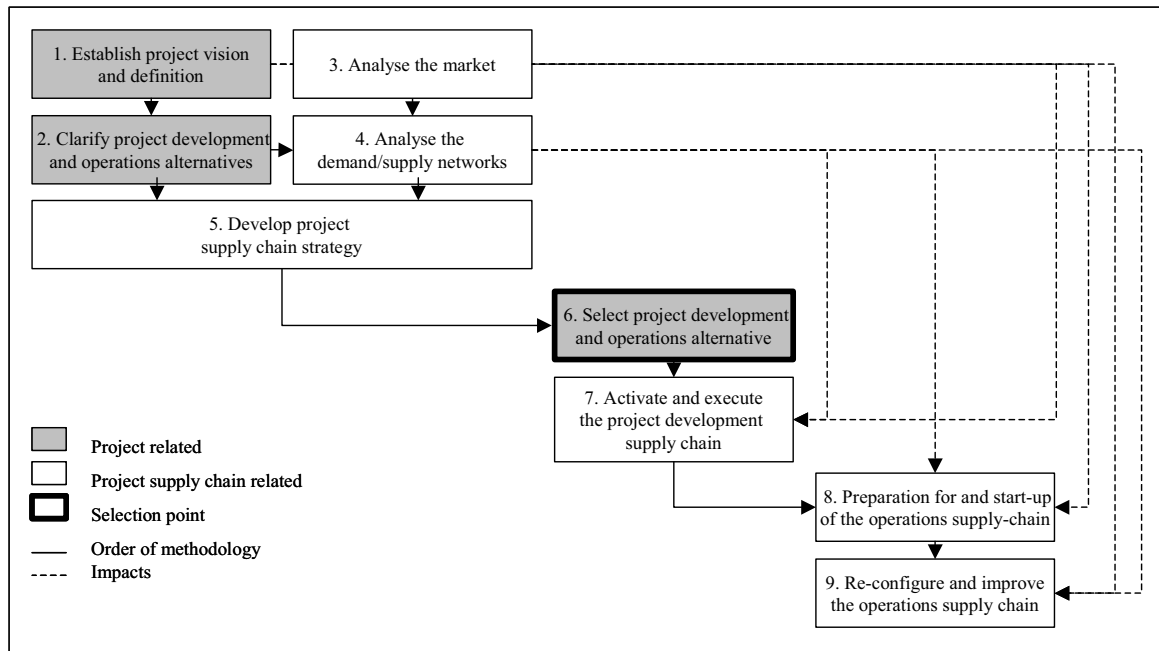 1. Establish project vision
and definition
3. Analyse the market
2. Clarify project development
and operations alternatives
4. Analyse the
demand/supply networks
5. Develop project
supply chain strategy
6. Select project development
and operations alternative
7. Activate and execute
the project development
supply chain
8. Preparation for and start-up
of the operations supply-chain
9. Re-configure and improve
the operations supply chain
Project related
Project supply chain related
Selection point
Order of methodology
Impacts